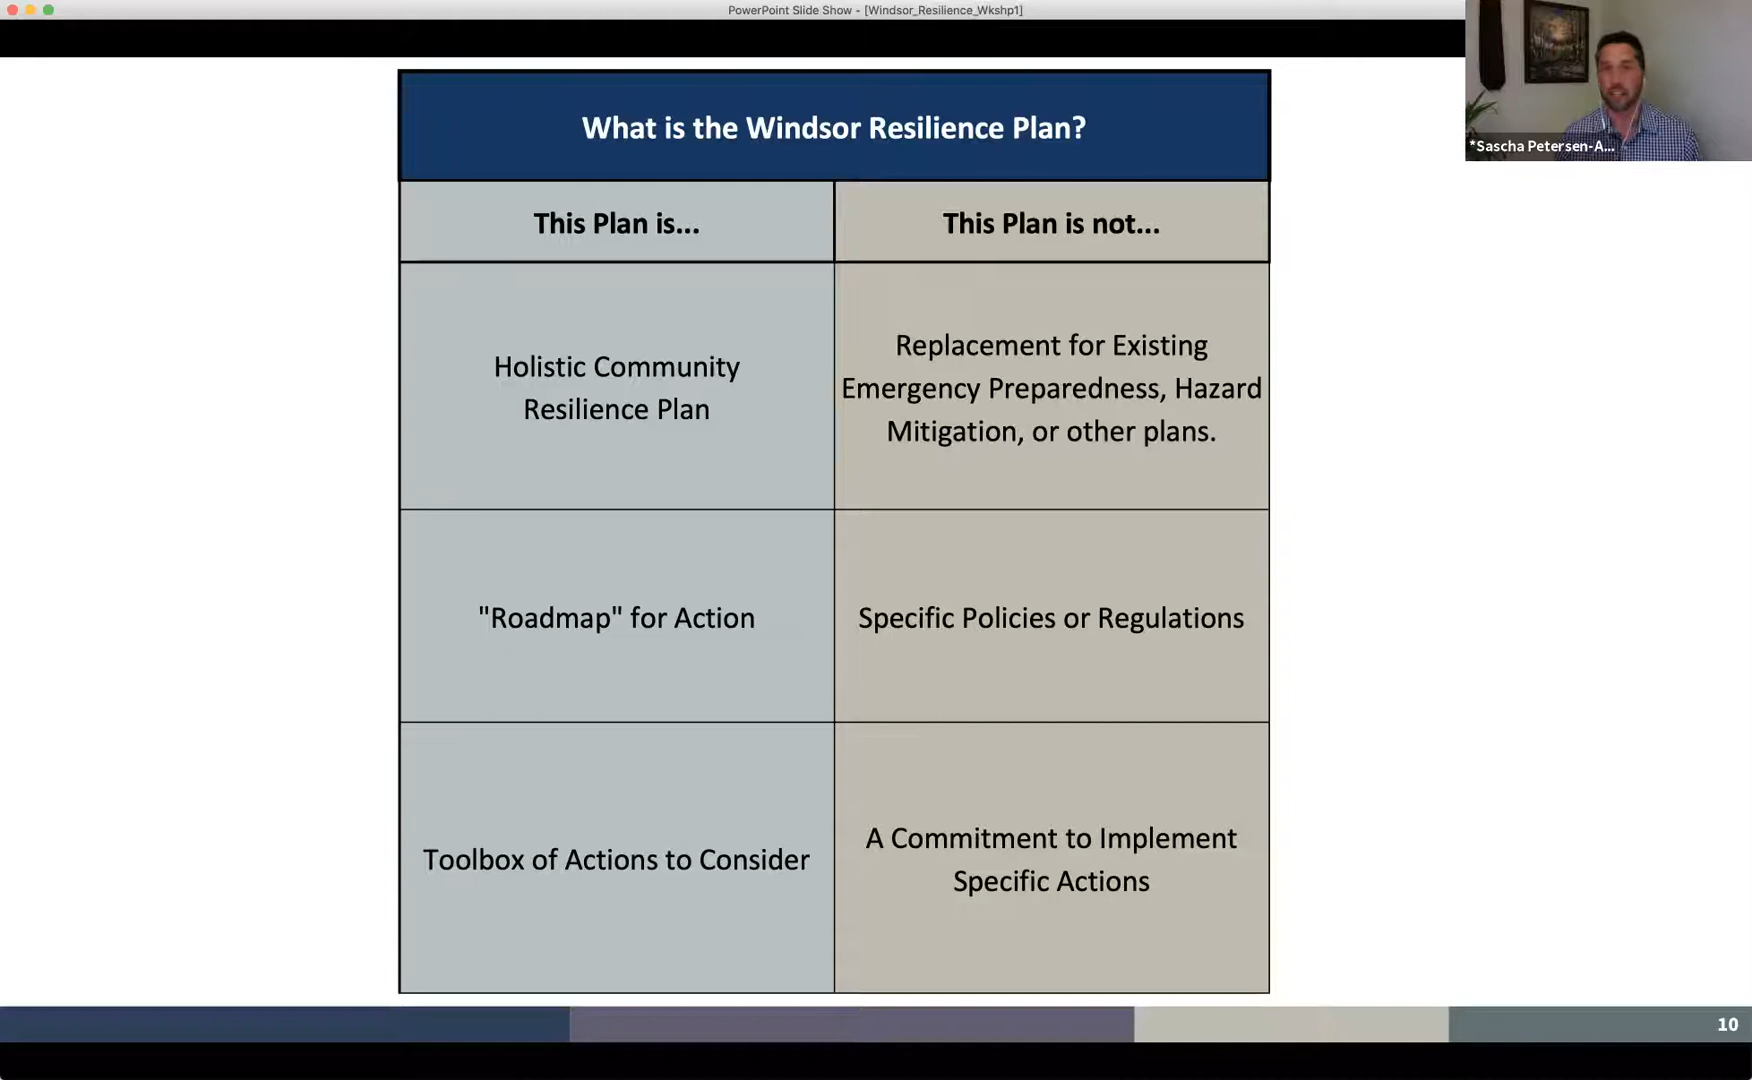 PowerPoint Slide Show - [Windsor_Resilience_Wkshp1]
*Sascha Petersen-A...
What is the Windsor Resilience Plan?
This Plan is...
This Plan is not...
Holistic Community
Resilience Plan
Replacement for Existing
Emergency Preparedness, Hazard
Mitigation, or other plans.
"Roadmap" for Action
Specific Policies or Regulations
Toolbox of Actions to Consider
A Commitment to Implement
Specific Actions
10